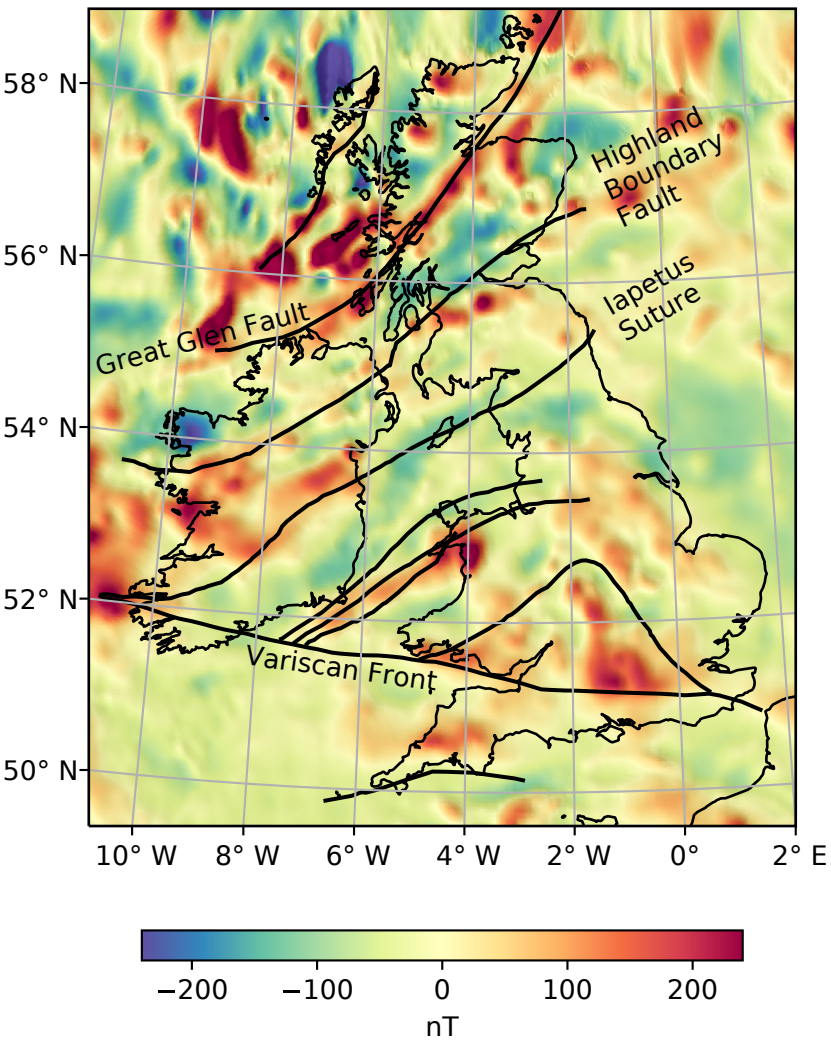 58° N
56° N
54° N
52° N
50° N
Highland
Boundary
Fault
Iapetus
Suture
Great Glen Fault
Variscan Front
10° W 8° W 6° W 4° W 2° W 0° 2° E
−200 −100 0 100 200
nT